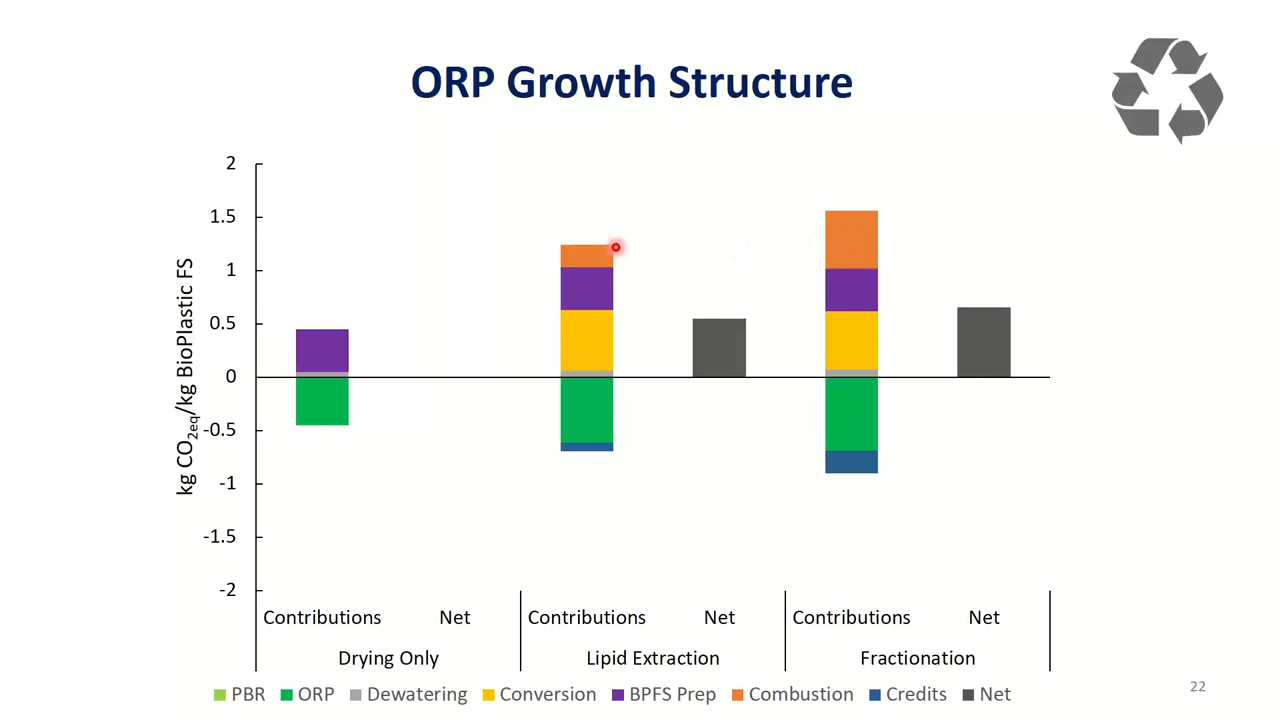 ORP Growth Structure
kg CO2eq/kg BioPlastic FS
2
1.5
1
0.5
0
-0.5
-1
-1.5
-2
Contributions Net Contributions Net Contributions Net
Drying Only Lipid Extraction Fractionation
PBR ORP Dewatering Conversion BPFS Prep Combustion Credits Net
22